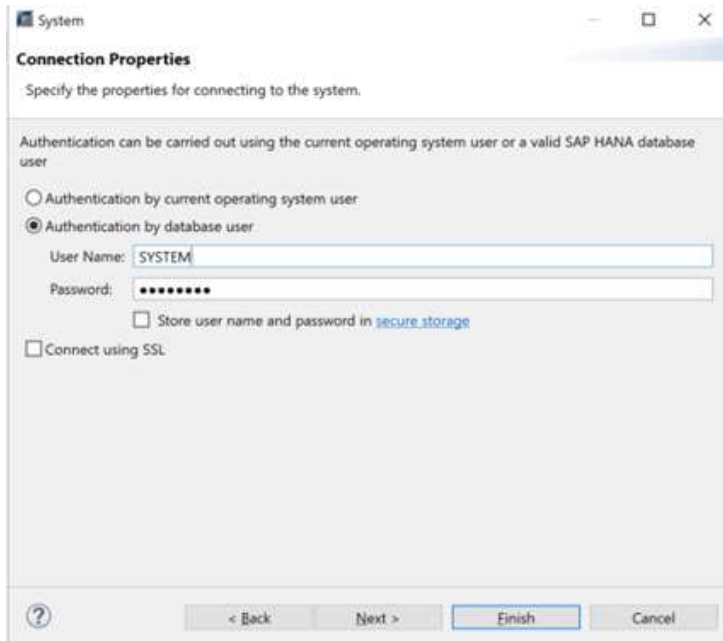 System
Connection Properties
Specify the properties for connecting to the system.
Authentication can be carried out using the current operating system user or a valid SAP HANA database
user
Authentication by current operating system user
Authentication by database user
User Name: SYSTEM
Password: ●●●●●●●●
Store user name and password in secure storage
Connect using SSL
? < Back Next > Finish Cancel